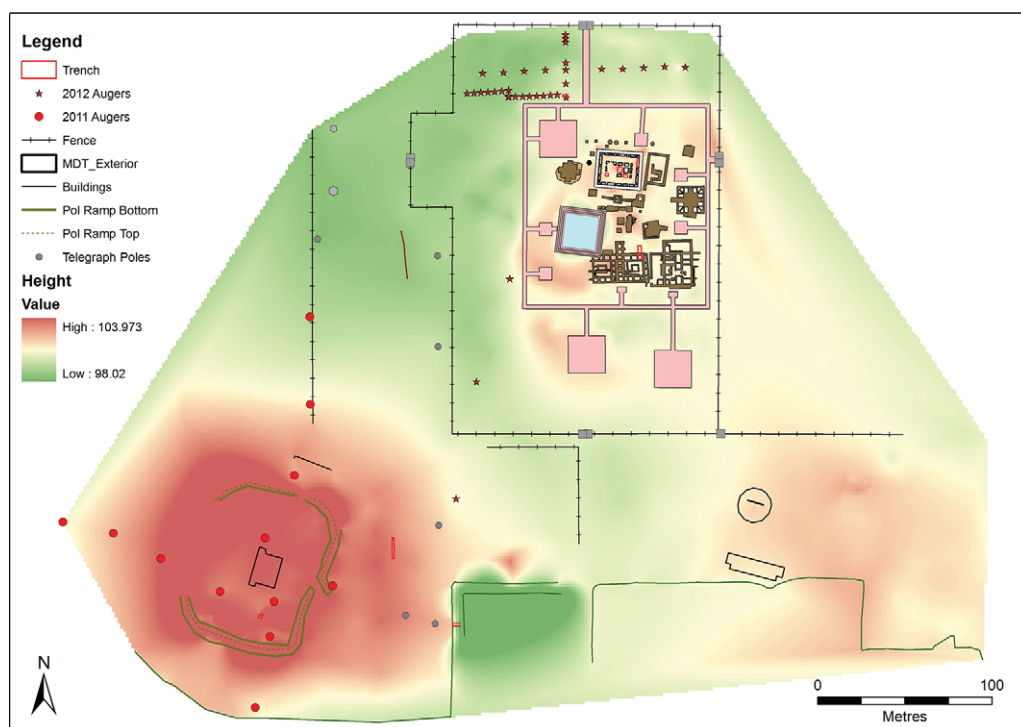 Legend
Trench
2012 Augers
2011 Augers
Fence
MDT_Exterior
Buildings
Pol Ramp Bottom
Pol Ramp Top
Telegraph Poles
Height
Value
High : 103.973
Low : 98.02
N
0 100
Metres